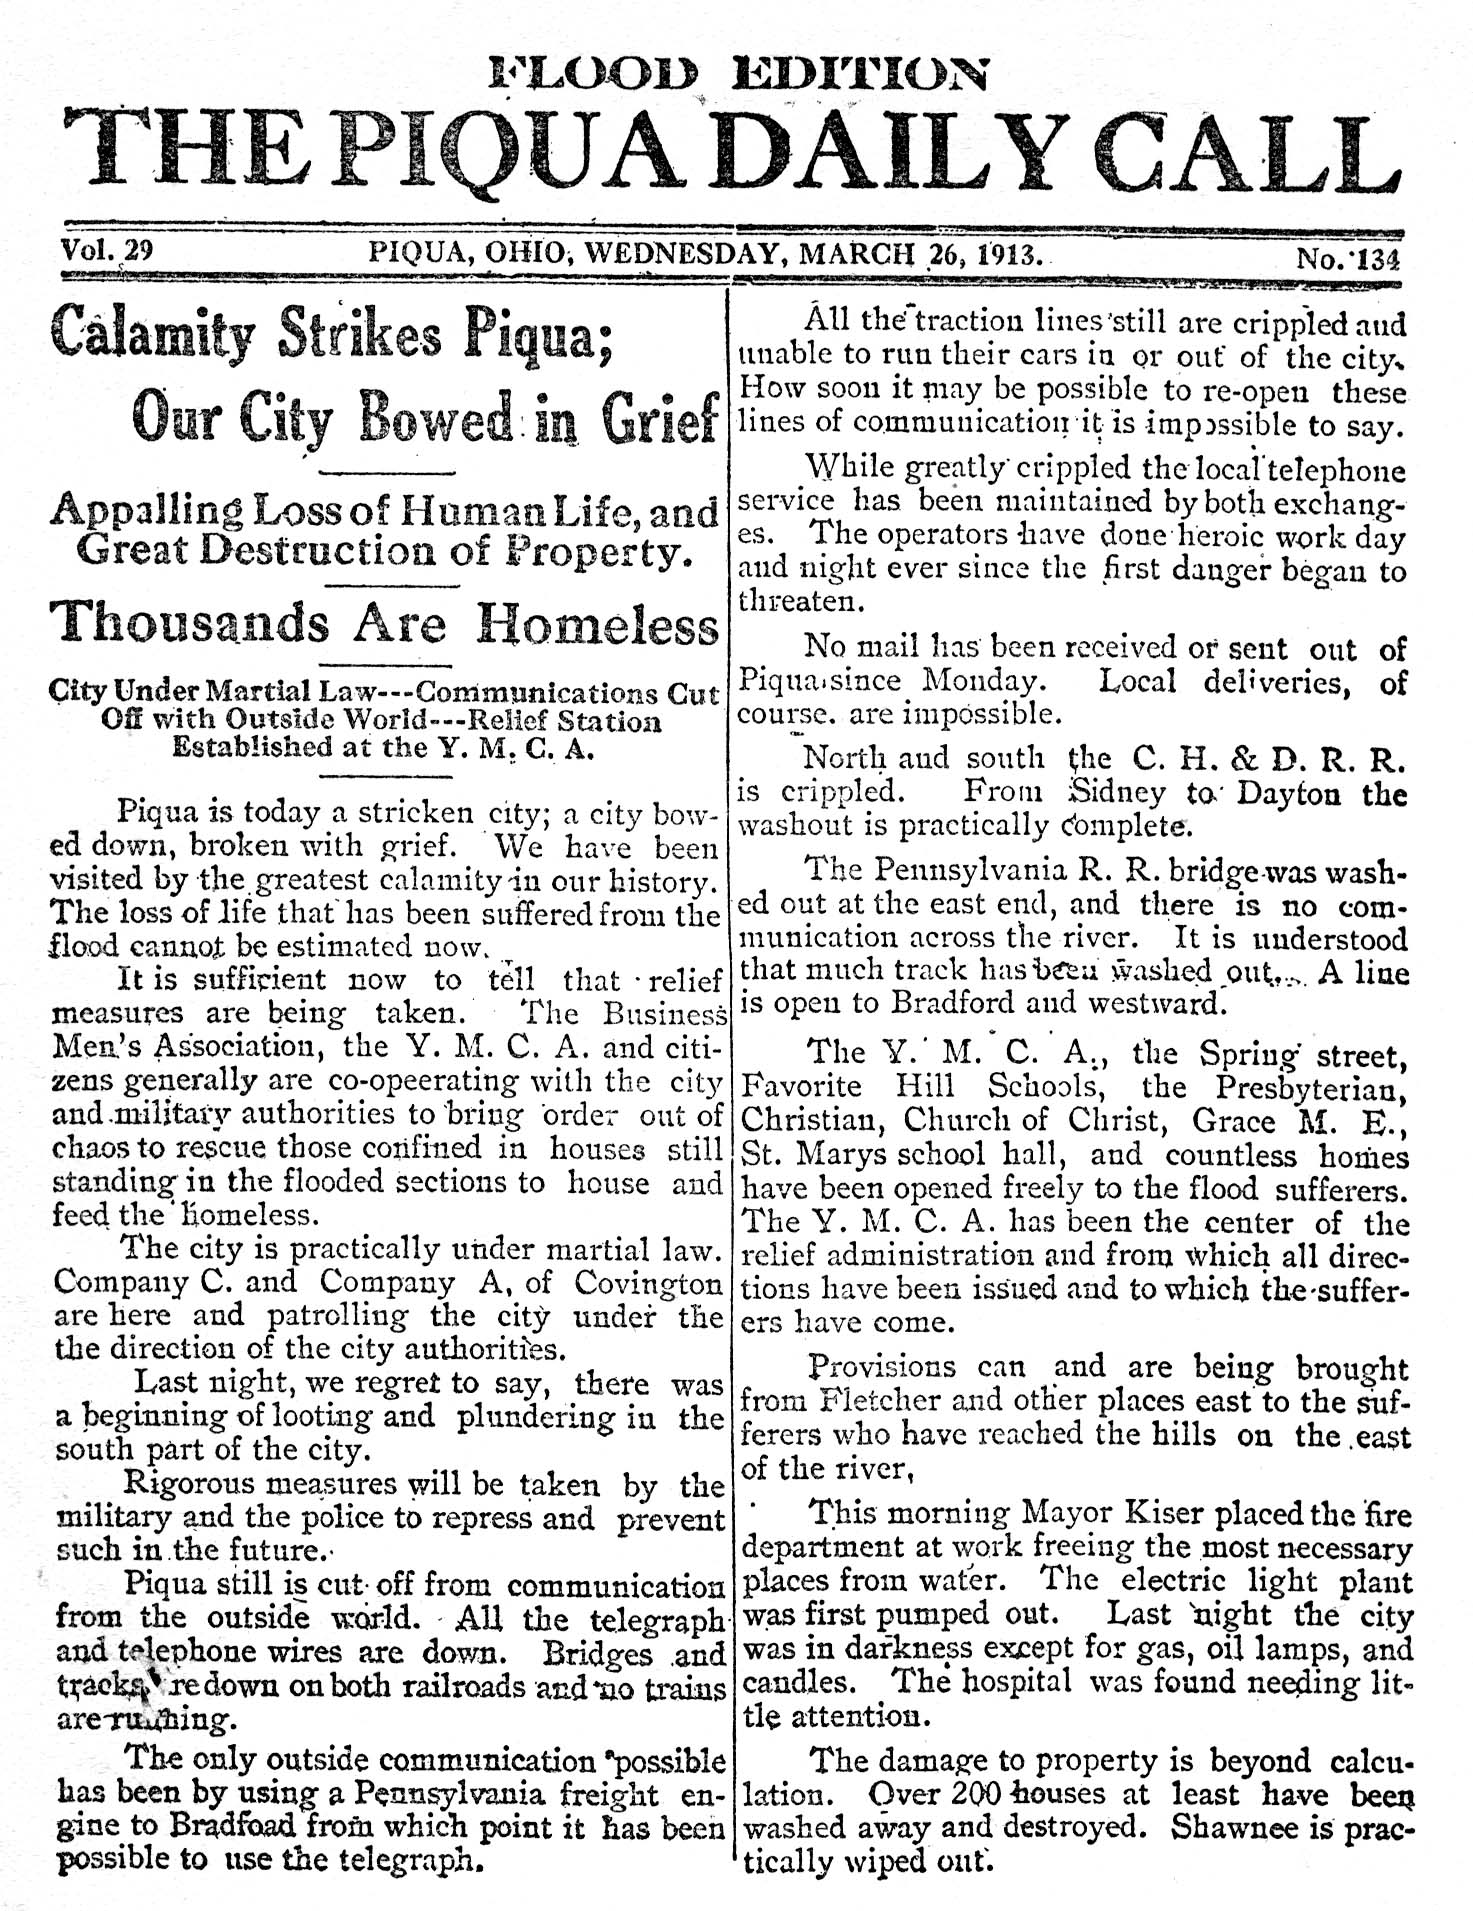 FLOOD EDITION
THE PIQUA DAILY CALL
Vol. 29 PIQUA, OHIO, WEDNESDAY, MARCH 26, 1913. No. 134
Calamity Strikes Piqua;
Our City Bowed in Grief
Appalling Loss of Human Life, and
Great Destruction of Property.
Thousands Are Homeless
City Under Martial Law---Communications Cut
Off with Outside World---Relief Station
Established at the Y. M. C. A.
Piqua is today a stricken city; a city bow-
ed down, broken with grief. We have been
visited by the greatest calamity in our history.
The loss of life that has been suffered from the
flood cannot be estimated now.
It is sufficient now to tell that relief
measures are being taken. The Business
Men's Association, the Y. M. C. A. and citi-
zens generally are co-opeerating with the city
and military authorities to bring order out of
chaos to rescue those confined in houses still
standing in the flooded sections to house and
feed the homeless.
The city is practically under martial law.
Company C. and Company A, of Covington
are here and patrolling the city under the
the direction of the city authorities.
Last night, we regret to say, there was
a beginning of looting and plundering in the
south part of the city.
Rigorous measures will be taken by the
military and the police to repress and prevent
such in the future.
Piqua still is cut off from communication
from the outside world. All the telegraph
and telephone wires are down. Bridges and
tracks re down on both railroads and no trains
are running.
The only outside communication possible
has been by using a Pennsylvania freight en-
gine to Bradfoad from which point it has been
possible to use the telegraph.
All the traction lines still are crippled and
unable to run their cars in or out of the city.
How soon it may be possible to re-open these
lines of communication it is impossible to say.
While greatly crippled the local telephone
service has been maintained by both exchang-
es. The operators have done heroic work day
and night ever since the first danger began to
threaten.
No mail has been received or sent out of
Piqua since Monday. Local deliveries, of
course. are impossible.
North and south the C. H. & D. R. R.
is crippled. From Sidney to Dayton the
washout is practically complete.
The Pennsylvania R. R. bridge was wash-
ed out at the east end, and there is no com-
munication across the river. It is understood
that much track has been washed out. A line
is open to Bradford and westward.
The Y. M. C. A., the Spring street,
Favorite Hill Schools, the Presbyterian,
Christian, Church of Christ, Grace M. E.,
St. Marys school hall, and countless homes
have been opened freely to the flood sufferers.
The Y. M. C. A. has been the center of the
relief administration and from which all direc-
tions have been issued and to which the suffer-
ers have come.
Provisions can and are being brought
from Fletcher and other places east to the suf-
ferers who have reached the hills on the east
of the river,
This morning Mayor Kiser placed the fire
department at work freeing the most necessary
places from water. The electric light plant
was first pumped out. Last night the city
was in darkness except for gas, oil lamps, and
candles. The hospital was found needing lit-
tle attention.
The damage to property is beyond calcu-
lation. Over 200 houses at least have been
washed away and destroyed. Shawnee is prac-
tically wiped out.